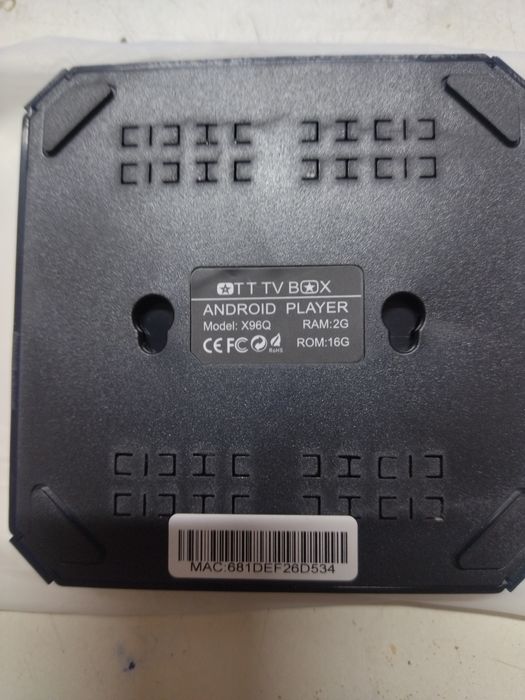 OTT TV BOX
ANDROID PLAYER
Model: X96Q RAM:2G
CE FC RoHS ROM:16G
MAC:681DEF26D534